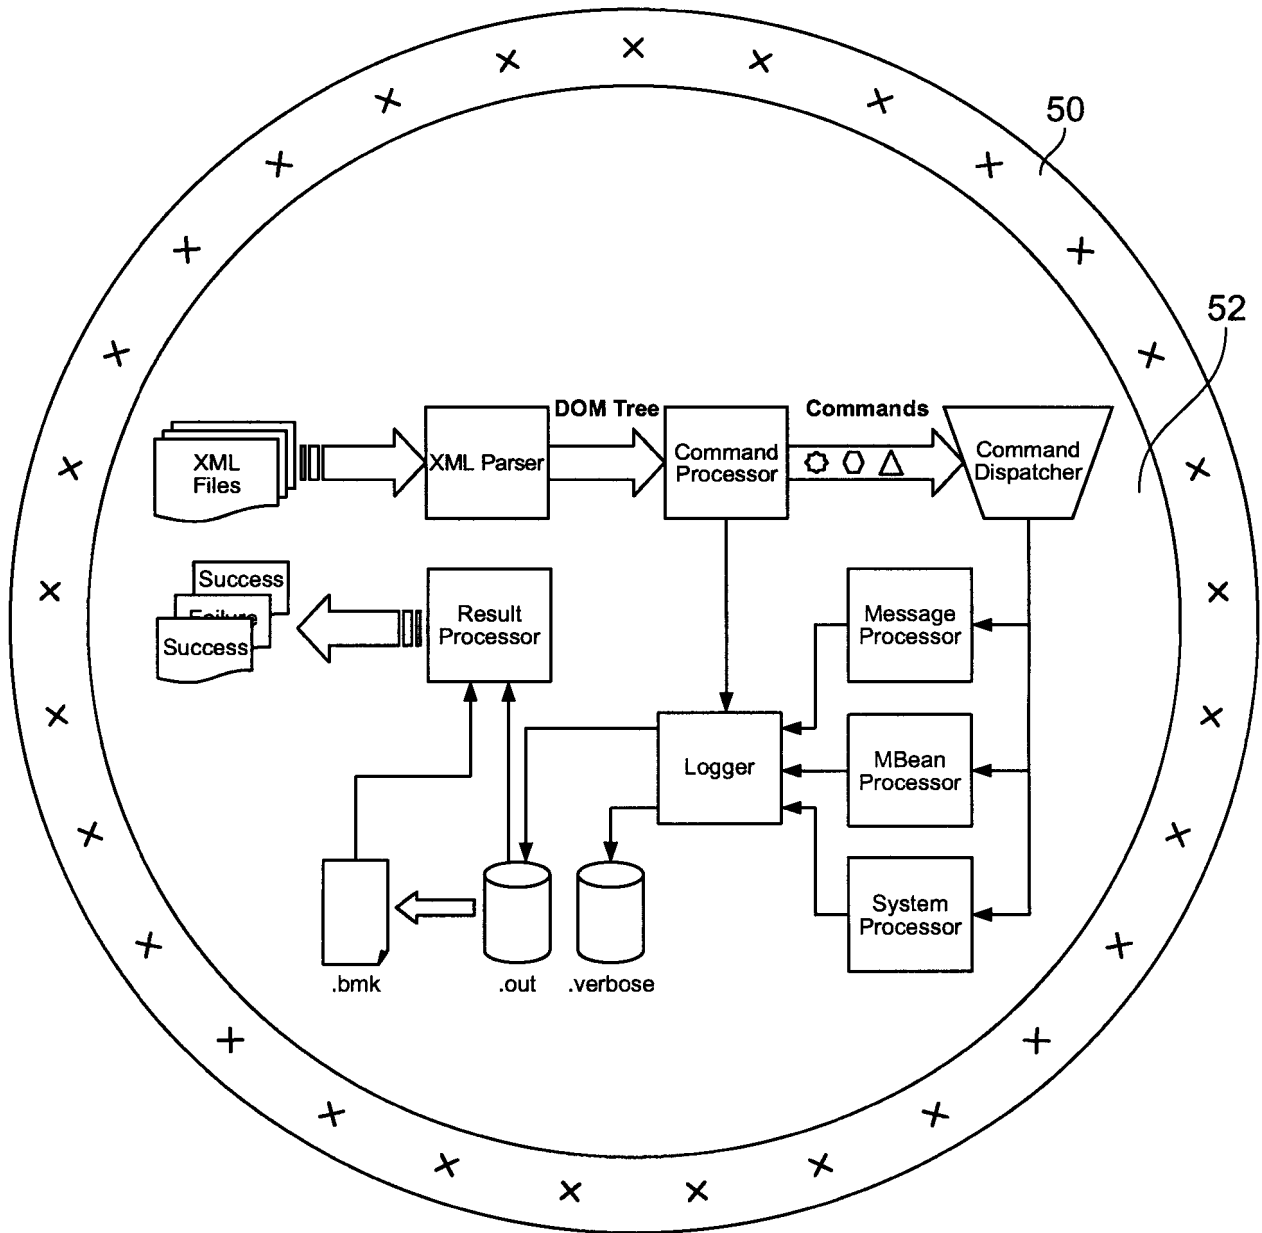 50
52
DOM Tree
Commands
XML
Files
XML Parser
Command
Processor
Command
Dispatcher
Success
Failure
Success
Result
Processor
Message
Processor
Logger
MBean
Processor
System
Processor
.bmk
.out
.verbose